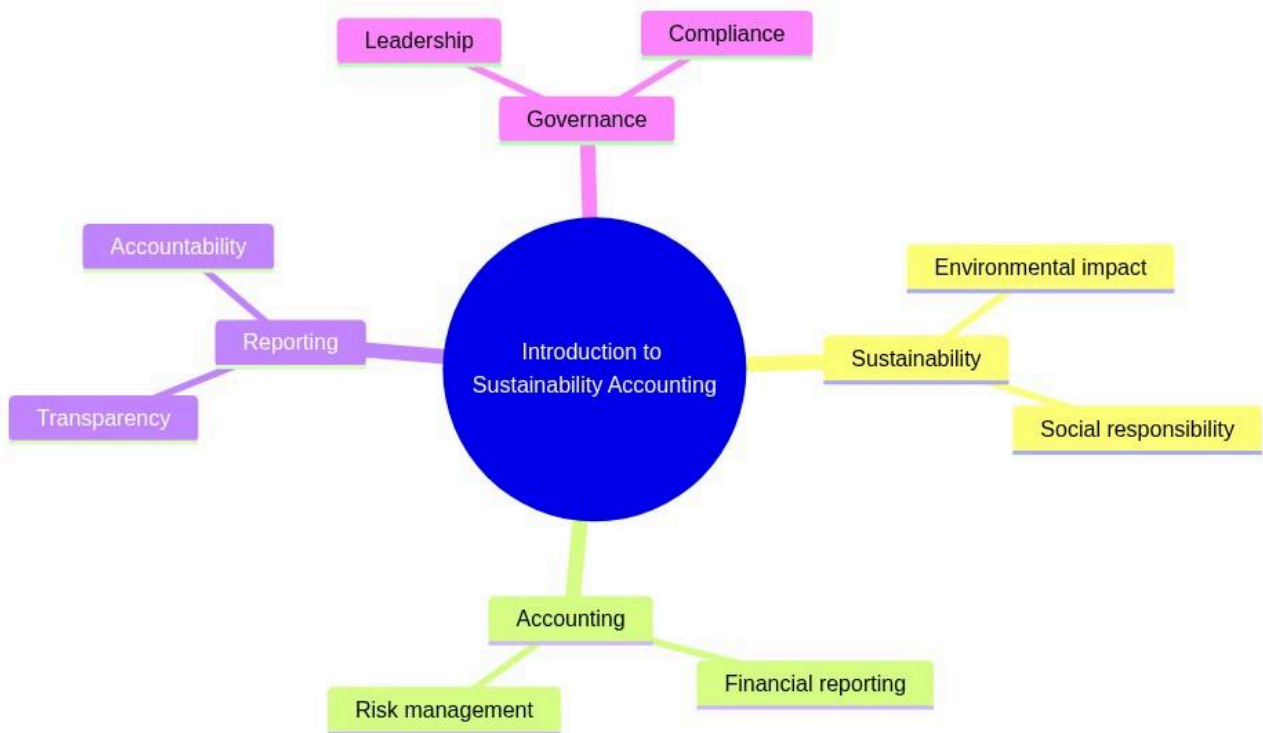 Leadership
Compliance
Governance
Accountability
Environmental impact
Reporting
Introduction to
Sustainability Accounting
Sustainability
Transparency
Social responsibility
Accounting
Financial reporting
Risk management